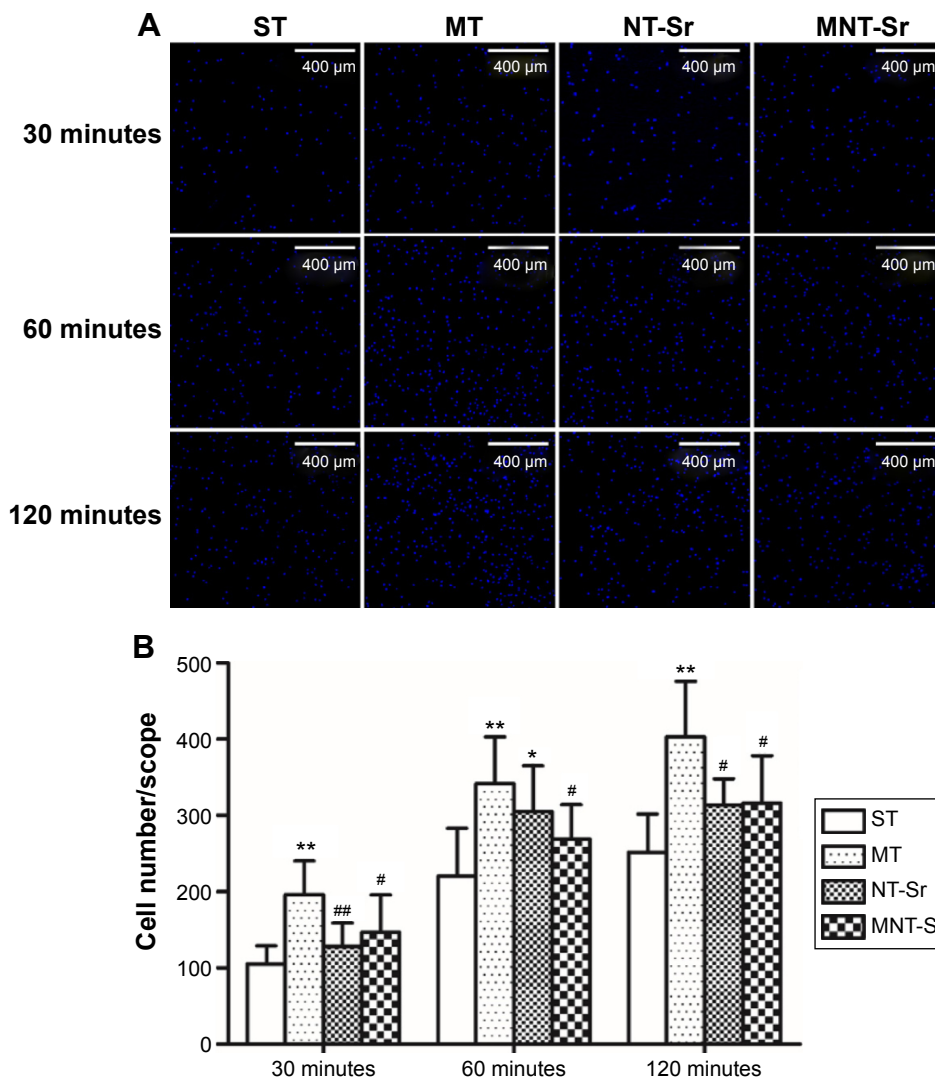 A
ST MT NT-Sr MNT-Sr
30 minutes
400 µm 400 µm 400 µm 400 µm
60 minutes
400 µm 400 µm 400 µm 400 µm
120 minutes
400 µm 400 µm 400 µm 400 µm
B
Cell number/scope
500
400
300
200
100
0
** ## #
** * #
** # #
30 minutes 60 minutes 120 minutes
ST
MT
NT-Sr
MNT-S